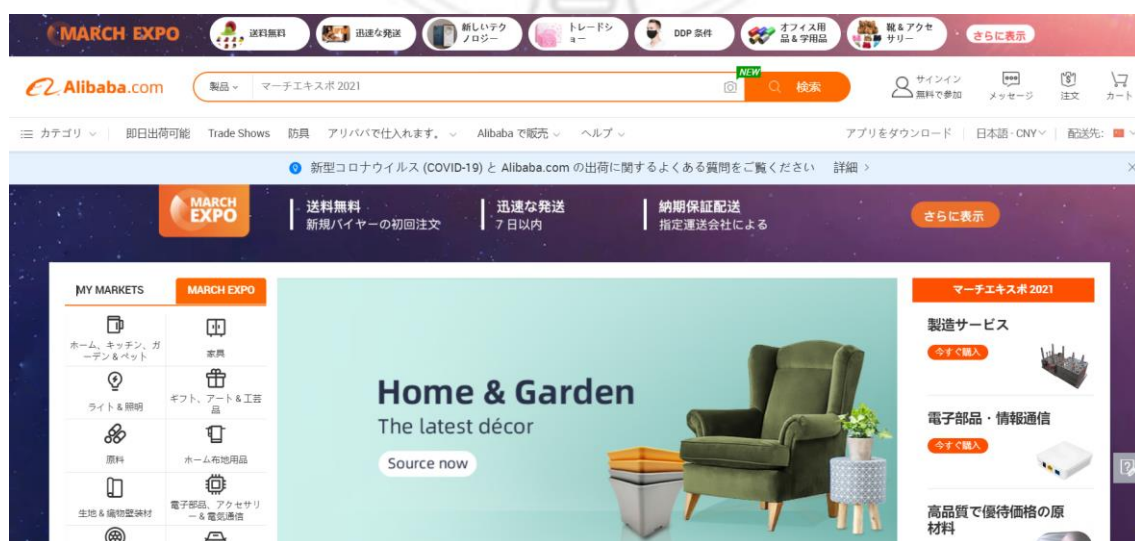 MARCH EXPO
送料無料
迅速な発送
新しいテク
ノロジー
トレードシ
ョー
DDP 条件
オフィス用
品 & 学用品
靴 & アクセ
サリー
さらに表示
Alibaba.com
製品
マーチエキスポ 2021
NEW
検索
サインイン
無料で参加
メッセージ
注文
カート
カテゴリ
即日出荷可能
Trade Shows
防具
アリババで仕入れます。
Alibaba で販売
ヘルプ
アプリをダウンロード
日本語 - CNY
配送先:
新型コロナウイルス (COVID-19) と Alibaba.com の出荷に関するよくある質問をご覧ください 詳細 >
MARCH
EXPO
送料無料
新規バイヤーの初回注文
迅速な発送
7 日以内
納期保証配送
指定運送会社による
さらに表示
MY MARKETS
MARCH EXPO
ホーム、キッチン、ガ
ーデン & ペット
家具
ライト & 照明
ギフト、アート & 工芸
品
原料
ホーム布地用品
生地 & 織物壁装材
電子部品、アクセサリ
ー & 電気通信
Home & Garden
The latest décor
Source now
マーチエキスポ 2021
製造サービス
今すぐ購入
電子部品・情報通信
今すぐ購入
高品質で優待価格の原
材料